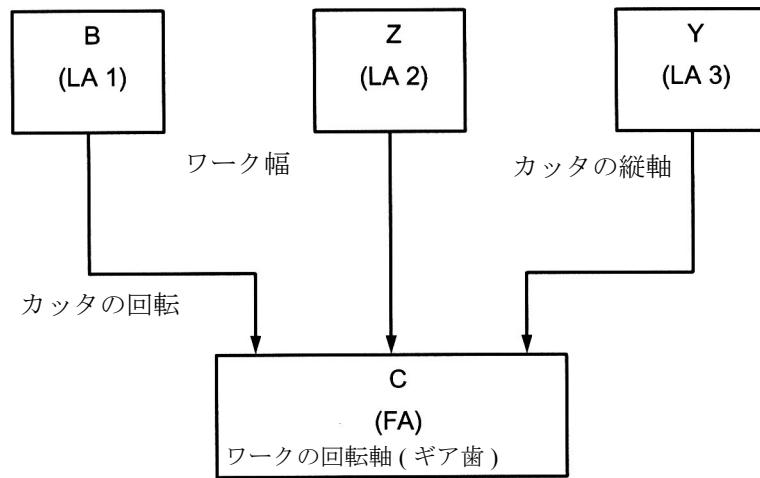 B
(LA 1)
Z
(LA 2)
Y
(LA 3)
ワーク幅
カッタの縦軸
カッタの回転
C
(FA)
ワークの回転軸 ( ギア歯 )